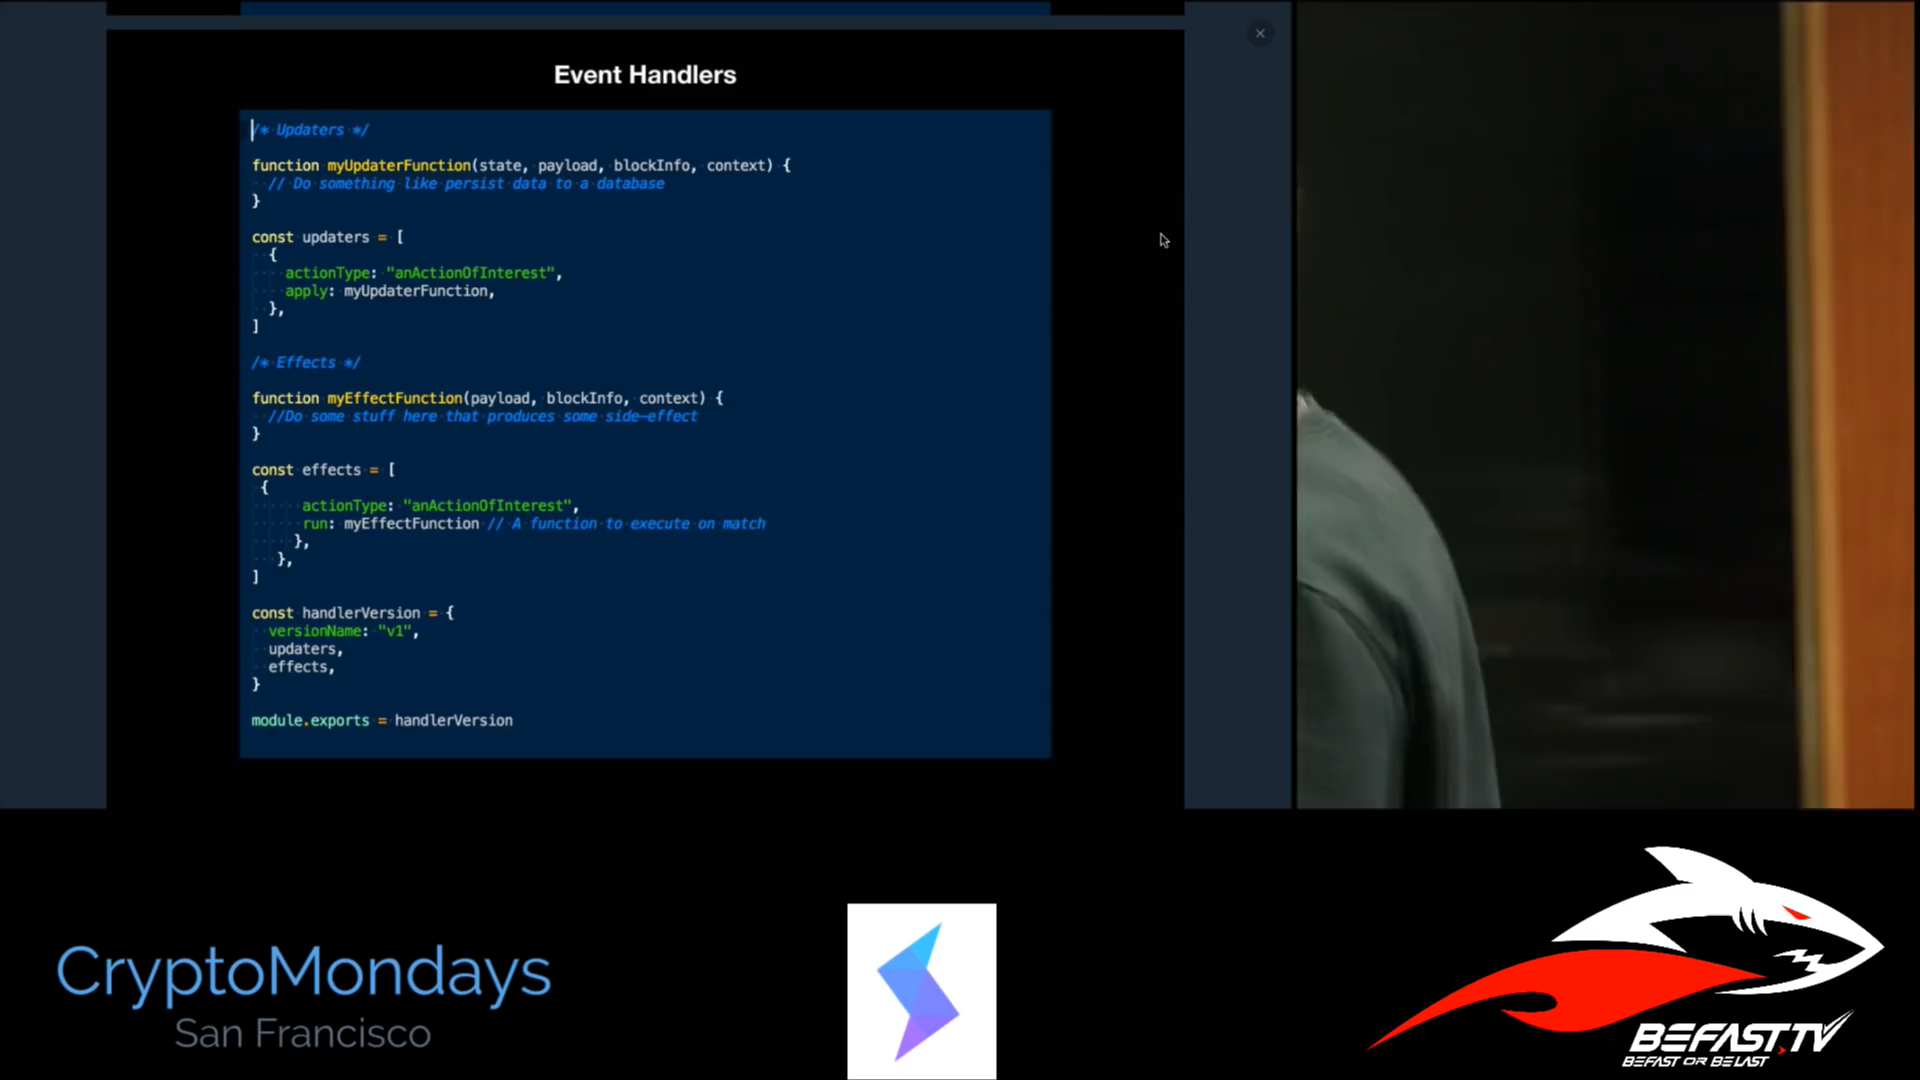 Event Handlers
/* Updaters */
function myUpdaterFunction(state, payload, blockInfo, context) {
// Do something like persist data to a database
}
const updaters = [
{
actionType: "anActionOfInterest",
apply: myUpdaterFunction,
},
]
/* Effects */
function myEffectFunction(payload, blockInfo, context) {
//Do some stuff here that produces some side-effect
}
const effects = [
{
actionType: "anActionOfInterest",
run: myEffectFunction // A function to execute on match
},
},
]
const handlerVersion = {
versionName: "v1",
updaters,
effects,
}
module.exports = handlerVersion
CryptoMondays
San Francisco
BEFAST.TV
BEFAST OR BE LAST